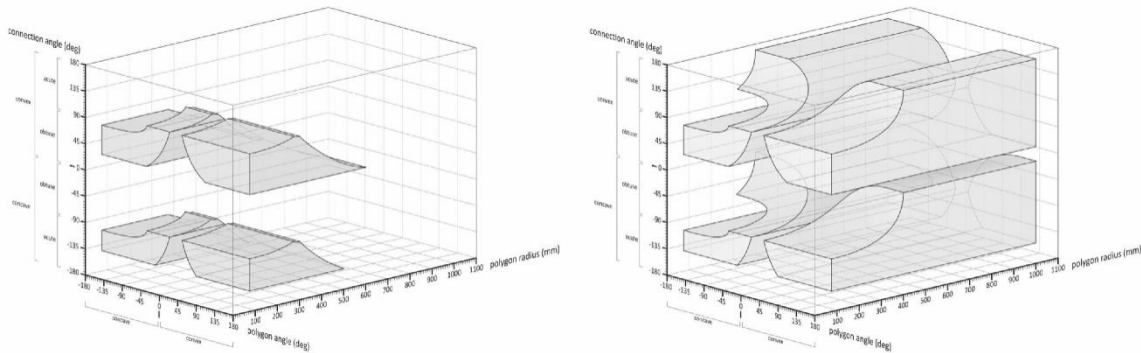 connection angle (deg)
180
135
90
45
0
-45
-90
-135
-180
acute
convex
obtuse
obtuse
concave
acute
-180
-135
-90
-45
0
45
90
135
180
concave
convex
polygon angle (deg)
100
200
300
400
500
600
700
800
900
1000
1100
polygon radius (mm)
connection angle (deg)
180
135
90
45
0
-45
-90
-135
-180
acute
convex
obtuse
obtuse
concave
acute
-180
-135
-90
-45
0
45
90
135
180
concave
convex
polygon angle (deg)
100
200
300
400
500
600
700
800
900
1000
1100
polygon radius (mm)